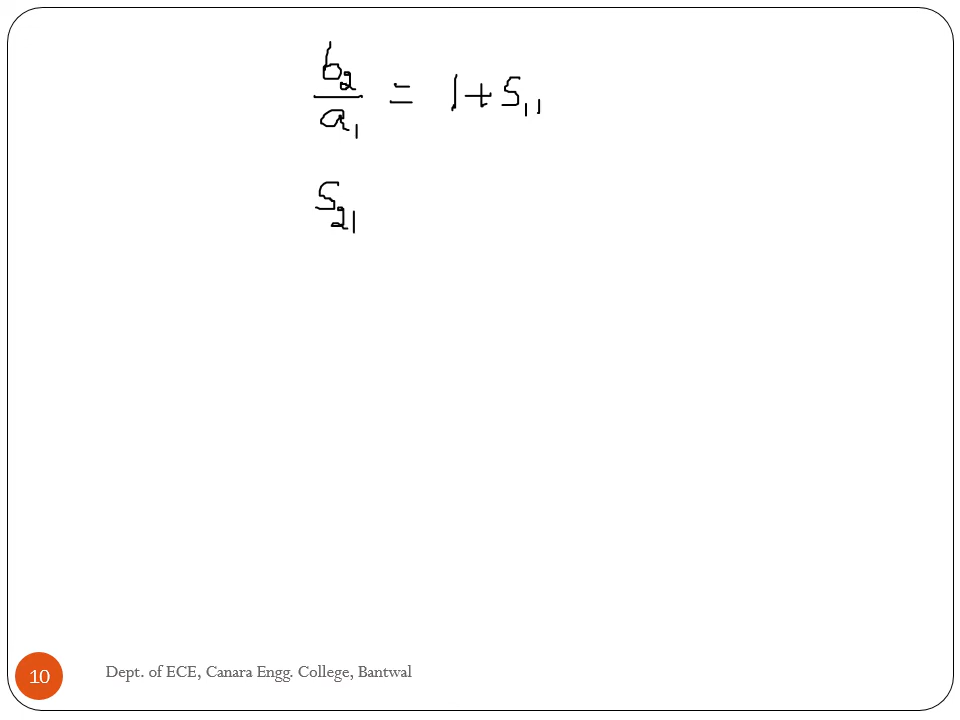 b₂/a₁ = 1 + S₁₁
S₂₁
10 Dept. of ECE, Canara Engg. College, Bantwal